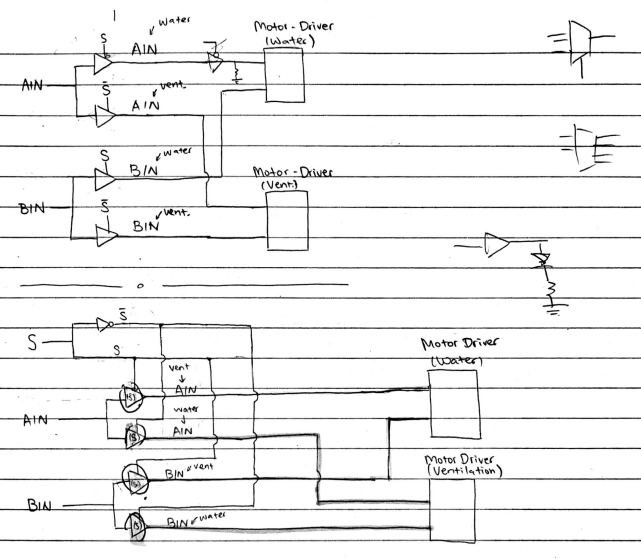 1
S
AIN
water
Motor-Driver
(Water)
AIN
S̄
AIN
vent.
S
BIN
water
Motor-Driver
(Vent.)
BIN
S̄
BIN
vent.
S̄
S
S
Motor Driver
(Water)
vent
AIN
(S)
water
AIN
AIN
BIN
vent
Motor Driver
(Ventilation)
BIN
(S)
BIN
water